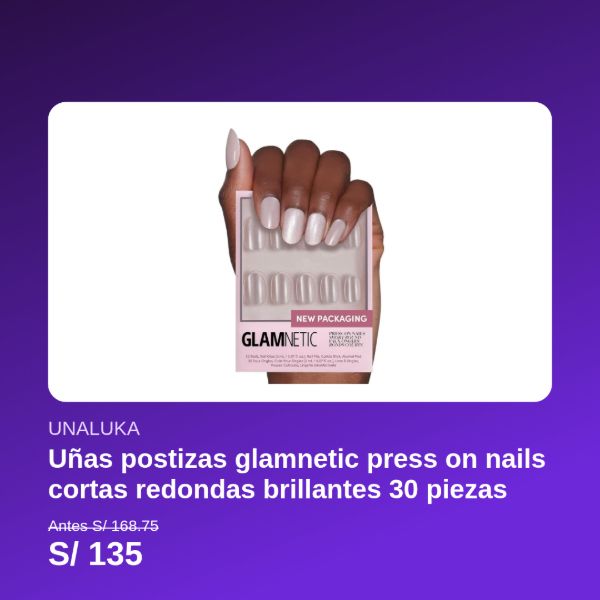 NEW PACKAGING
GLAMNETIC
UNALUKA
Uñas postizas glamnetic press on nails
cortas redondas brillantes 30 piezas
Antes S/ 168.75
S/ 135